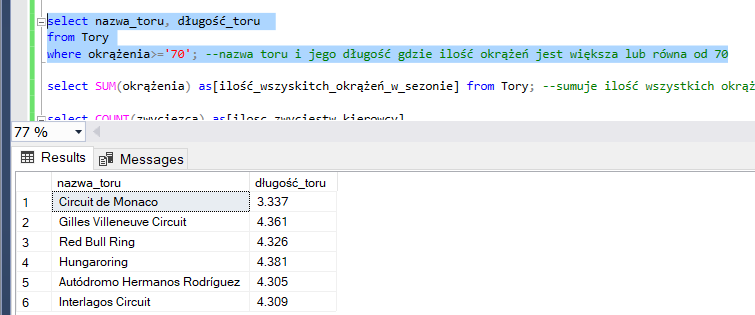 select nazwa_toru, długość_toru
from Tory
where okrążenia>='70'; --nazwa toru i jego długość gdzie ilość okrążeń jest większa lub równa od 70
select SUM(okrążenia) as[ilość_wszyskitch_okrążeń_w_sezonie] from Tory; --sumuje ilość wszystkich okrąż
select COUNT(zwyciezca) as[ilosc_zwyciestw_kierowcy]
77 %
Results Messages
nazwa_toru długość_toru
1 Circuit de Monaco 3.337
2 Gilles Villeneuve Circuit 4.361
3 Red Bull Ring 4.326
4 Hungaroring 4.381
5 Autódromo Hermanos Rodríguez 4.305
6 Interlagos Circuit 4.309